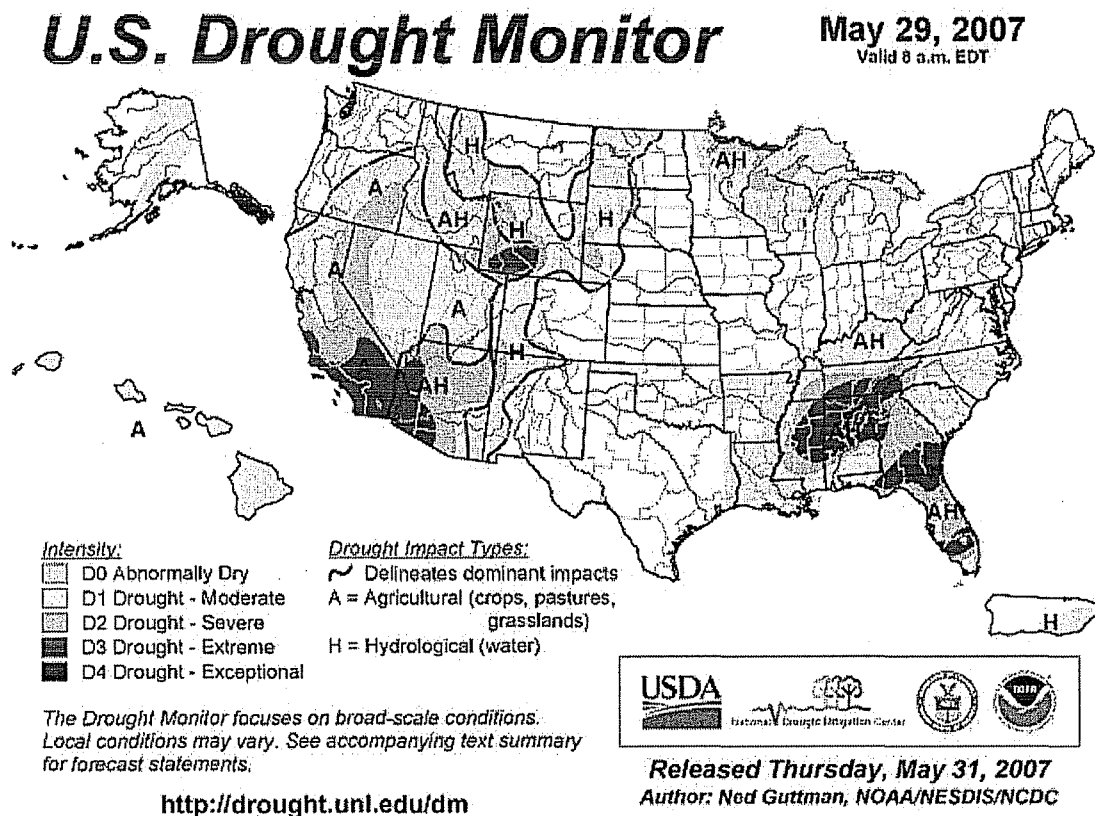 U.S. Drought Monitor
May 29, 2007
Valid 8 a.m. EDT
H
AH
A
AH
H
H
A
A
AH
H
AH
A
AH
H
Intensity:
D0 Abnormally Dry
D1 Drought - Moderate
D2 Drought - Severe
D3 Drought - Extreme
D4 Drought - Exceptional
Drought Impact Types:
Delineates dominant impacts
A = Agricultural (crops, pastures,
grasslands)
H = Hydrological (water)
The Drought Monitor focuses on broad-scale conditions.
Local conditions may vary. See accompanying text summary
for forecast statements.
http://drought.unl.edu/dm
USDA
National Drought Mitigation Center
Released Thursday, May 31, 2007
Author: Ned Guttman, NOAA/NESDIS/NCDC